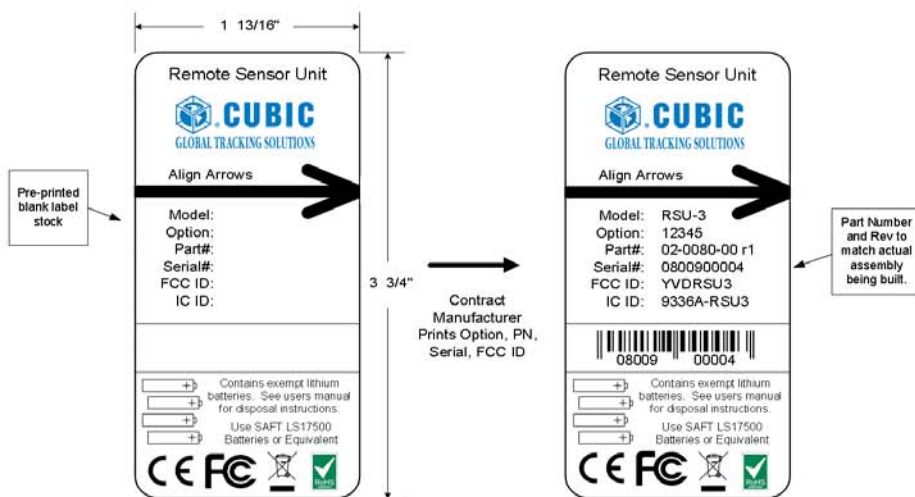 1 13/16"
Remote Sensor Unit
CUBIC
GLOBAL TRACKING SOLUTIONS
Align Arrows
Model:
Option:
Part#:
Serial#:
FCC ID:
IC ID:
Contains exempt lithium
batteries. See users manual
for disposal instructions.
Use SAFT LS17500
Batteries or Equivalent
CE FC
RoHS
Pre-printed
blank label
stock
3 3/4"
Contract
Manufacturer
Prints Option, PN,
Serial, FCC ID
Remote Sensor Unit
CUBIC
GLOBAL TRACKING SOLUTIONS
Align Arrows
Model: RSU-3
Option: 12345
Part#: 02-0080-00 r1
Serial#: 0800900004
FCC ID: YVDRSU3
IC ID: 9336A-RSU3
08009 00004
Contains exempt lithium
batteries. See users manual
for disposal instructions.
Use SAFT LS17500
Batteries or Equivalent
CE FC
RoHS
Part Number
and Rev to
match actual
assembly
being built.